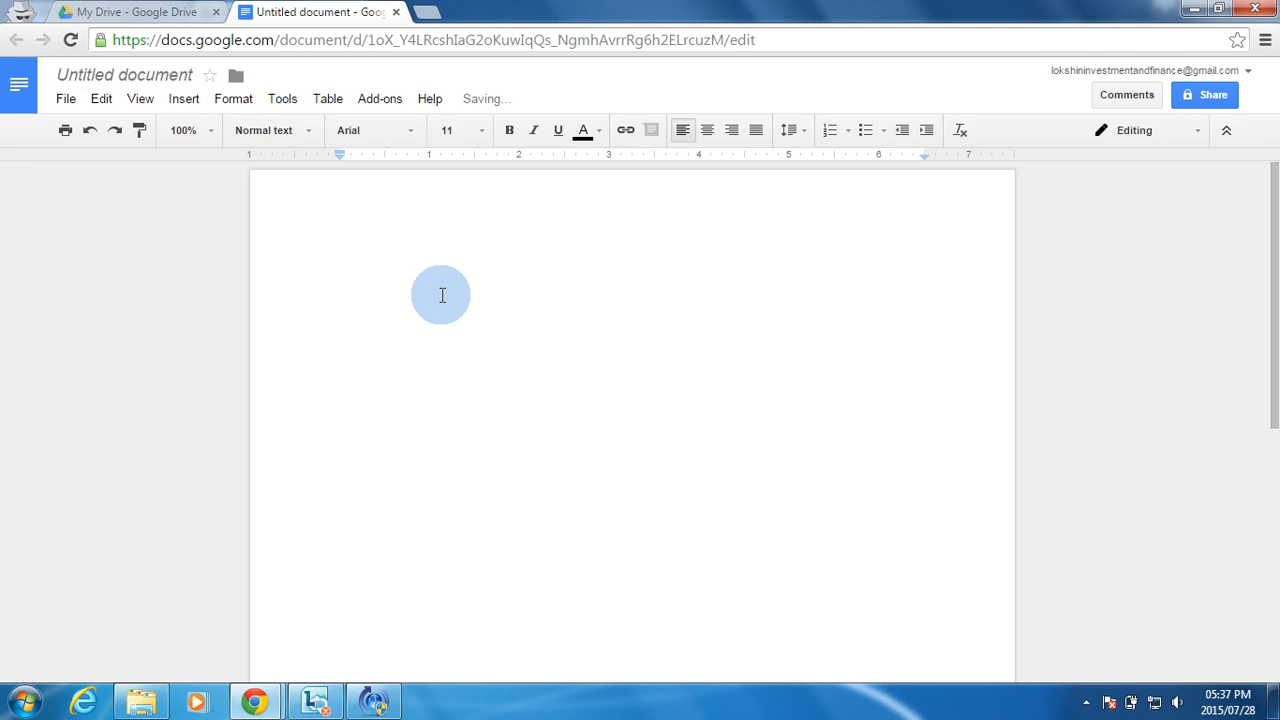 My Drive - Google Drive
Untitled document - Goo
https://docs.google.com/document/d/1oX_Y4LRcshIaG2oKuwIqQs_NgmhAvrrRg6h2ELrcuzM/edit
Untitled document
lokshininvestmentandfinance@gmail.com
File Edit View Insert Format Tools Table Add-ons Help Saving...
Comments Share
100% Normal text Arial 11 B I U A Editing
1 1 2 3 4 5 6 7
05:37 PM
2015/07/28